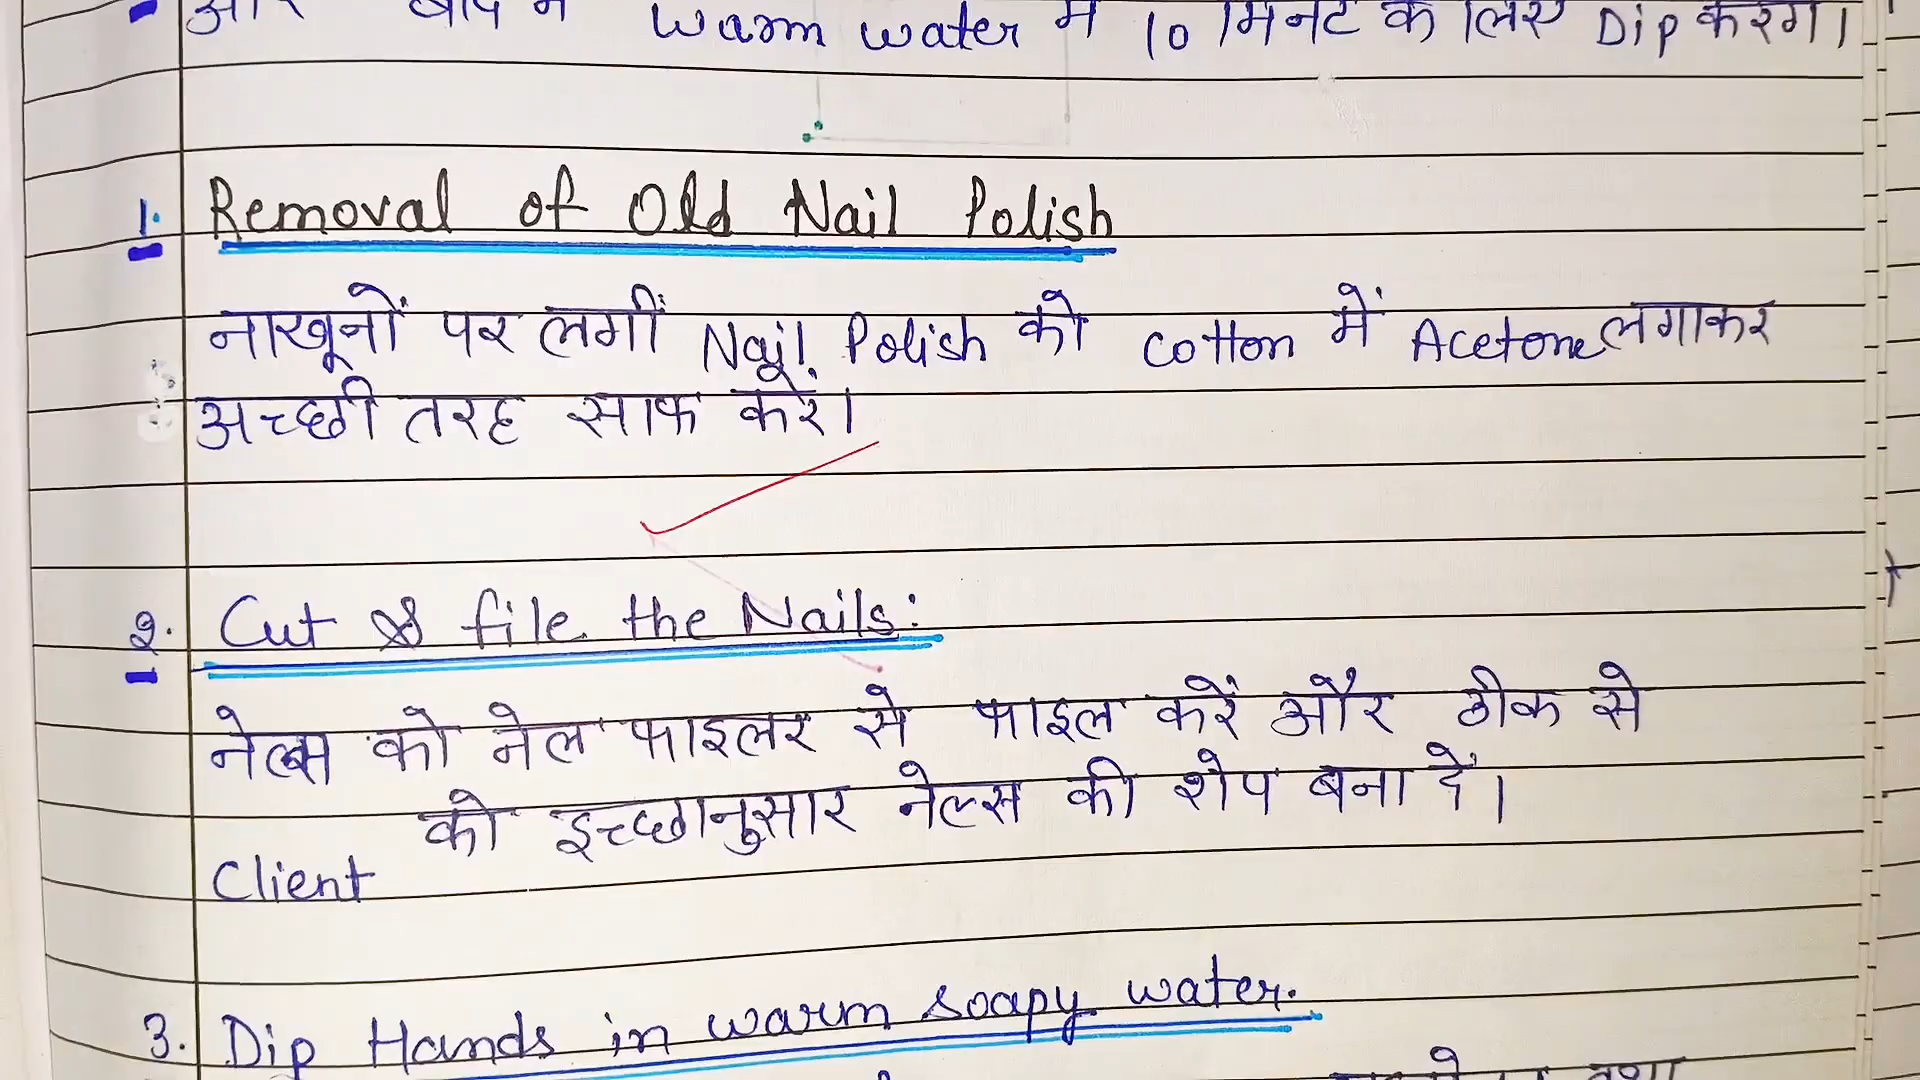 और बाद में warm water में 10 मिनट के लिए Dip करेंगे।
1. Removal of Old Nail Polish
नाखूनों पर लगीं Nail Polish को cotton में Acetone लगाकर
अच्छी तरह साफ करें।
2. Cut & file the Nails:
नेल्स को नेल फाइलर से फाइल करें और ठीक से
Client को इच्छानुसार नेल्स की शेप बना दें।
3. Dip Hands in warm soapy water.
तथा